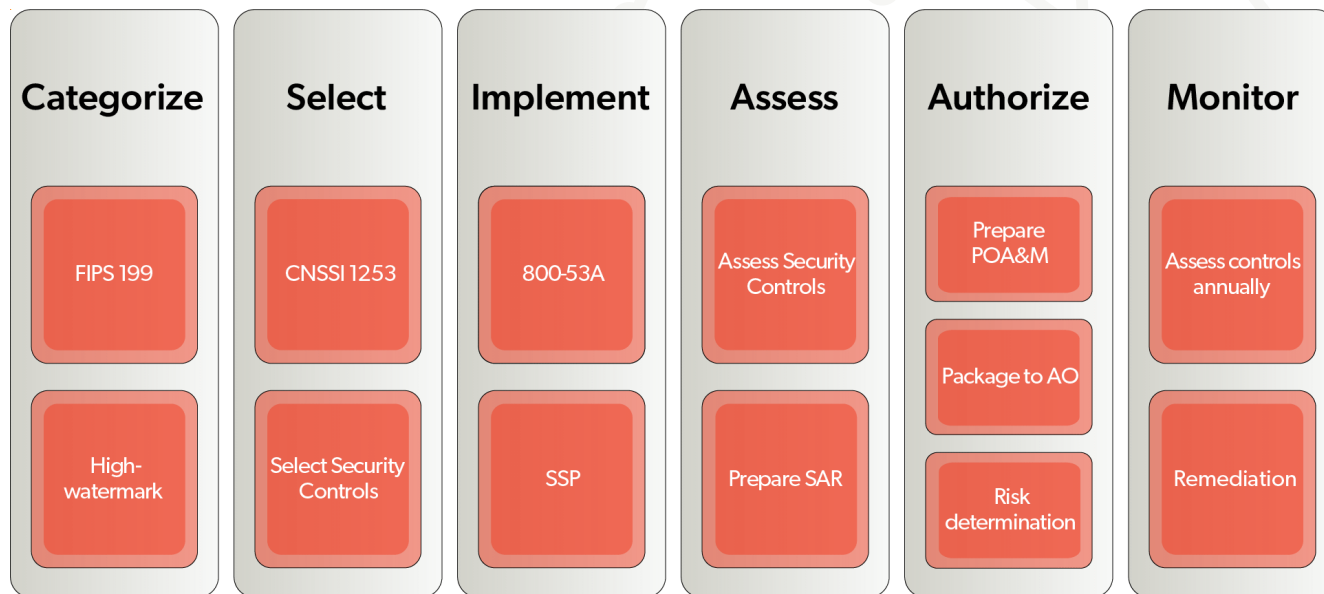 Categorize
FIPS 199
High-
watermark
Select
CNSSI 1253
Select Security
Controls
Implement
800-53A
SSP
Assess
Assess Security
Controls
Prepare SAR
Authorize
Prepare
POA&M
Package to AO
Risk
determination
Monitor
Assess controls
annually
Remediation